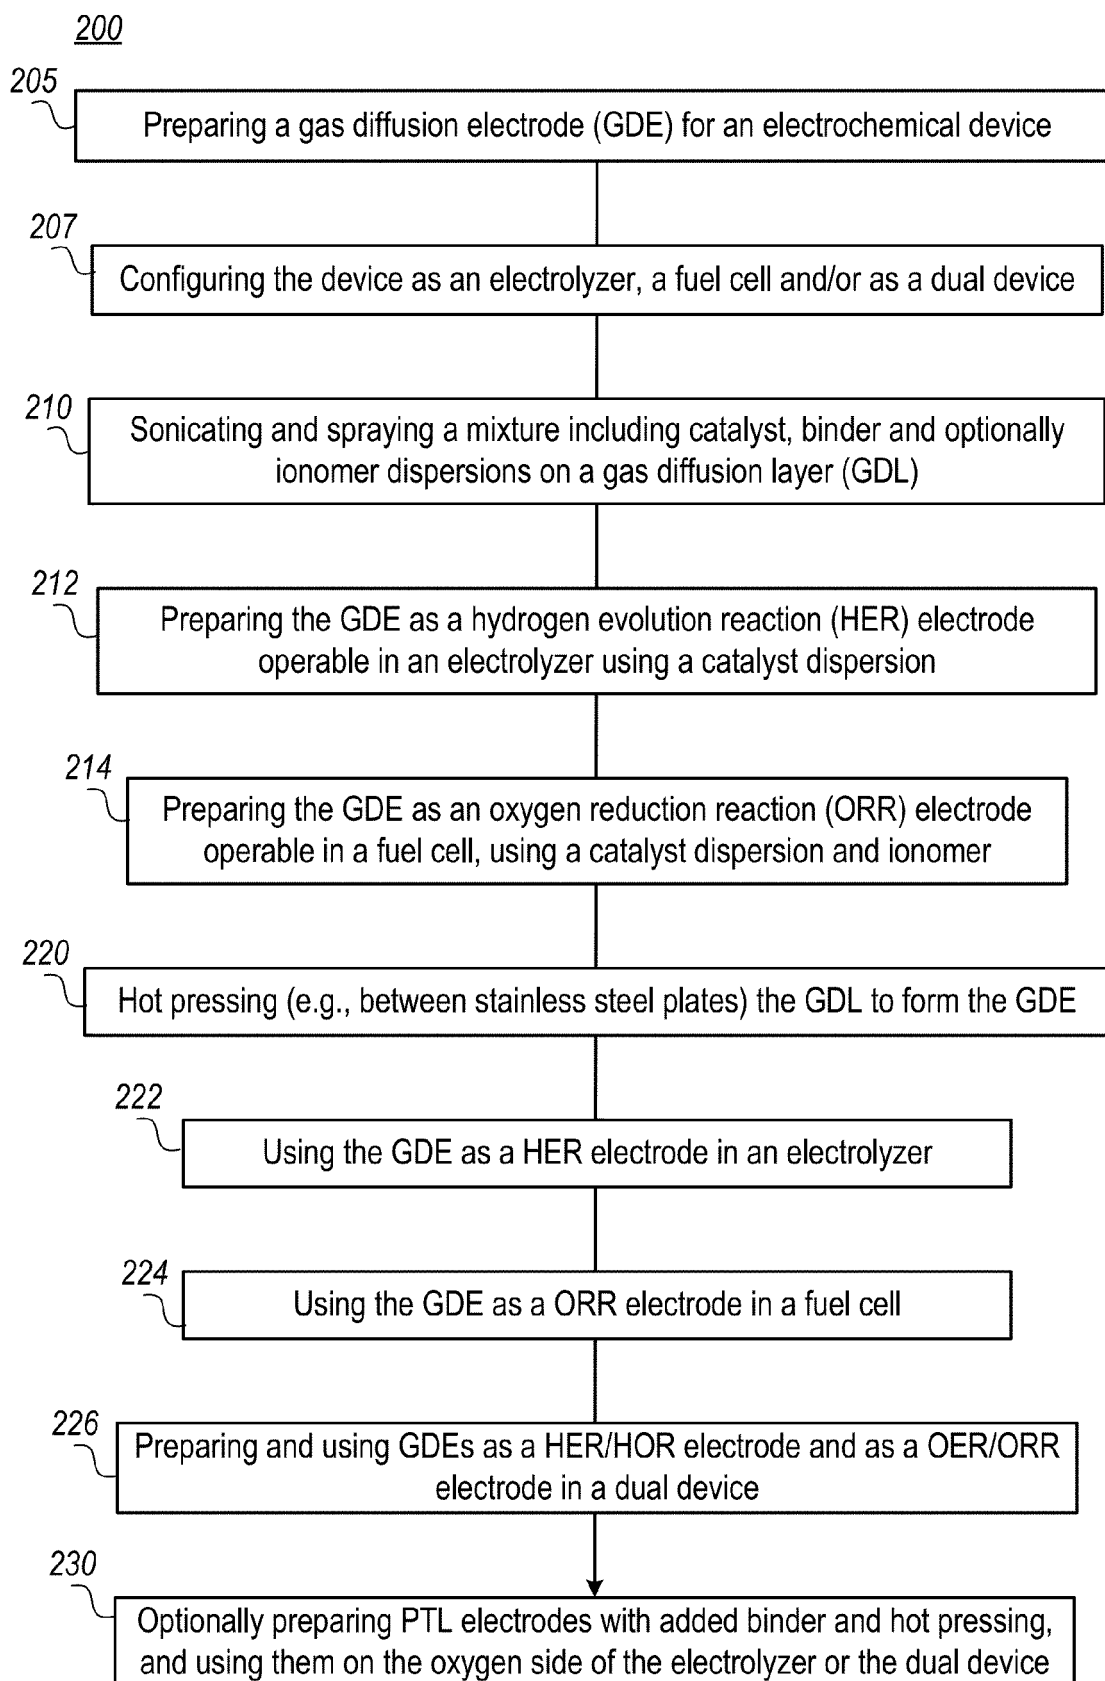 200
205
Preparing a gas diffusion electrode (GDE) for an electrochemical device
207
Configuring the device as an electrolyzer, a fuel cell and/or as a dual device
210
Sonicating and spraying a mixture including catalyst, binder and optionally
ionomer dispersions on a gas diffusion layer (GDL)
212
Preparing the GDE as a hydrogen evolution reaction (HER) electrode
operable in an electrolyzer using a catalyst dispersion
214
Preparing the GDE as an oxygen reduction reaction (ORR) electrode
operable in a fuel cell, using a catalyst dispersion and ionomer
220
Hot pressing (e.g., between stainless steel plates) the GDL to form the GDE
222
Using the GDE as a HER electrode in an electrolyzer
224
Using the GDE as a ORR electrode in a fuel cell
226
Preparing and using GDEs as a HER/HOR electrode and as a OER/ORR
electrode in a dual device
230
Optionally preparing PTL electrodes with added binder and hot pressing,
and using them on the oxygen side of the electrolyzer or the dual device